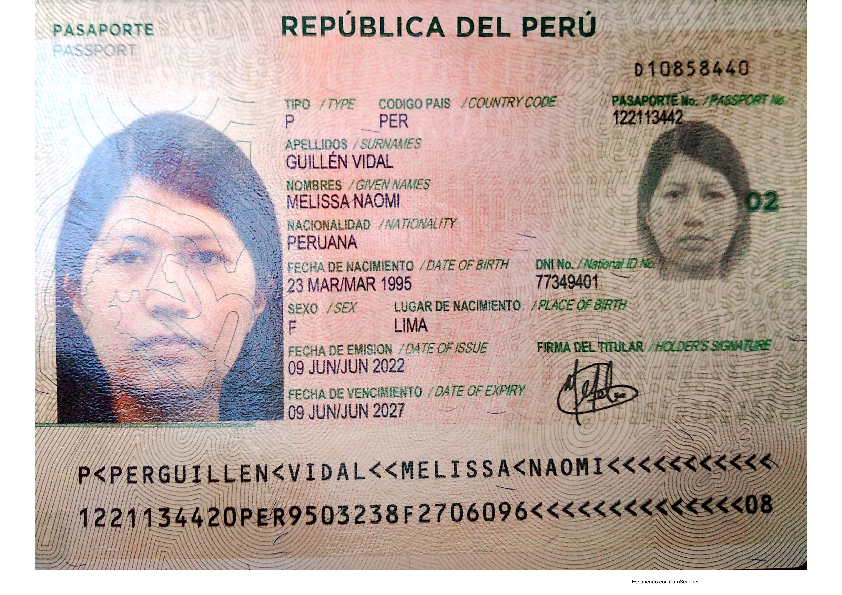 PASAPORTE
PASSPORT
REPÚBLICA DEL PERÚ
D10858440
TIPO / TYPE CODIGO PAIS / COUNTRY CODE PASAPORTE No. / PASSPORT No.
P PER 122113442
APELLIDOS / SURNAMES
GUILLÉN VIDAL
NOMBRES / GIVEN NAMES
MELISSA NAOMI
02
NACIONALIDAD / NATIONALITY
PERUANA
FECHA DE NACIMIENTO / DATE OF BIRTH DNI No. / National ID No.
23 MAR/MAR 1995 77349401
SEXO / SEX LUGAR DE NACIMIENTO / PLACE OF BIRTH
F LIMA
FECHA DE EMISION / DATE OF ISSUE FIRMA DEL TITULAR / HOLDER'S SIGNATURE
09 JUN/JUN 2022
FECHA DE VENCIMIENTO / DATE OF EXPIRY
09 JUN/JUN 2027
P<PERGUILLEN<VIDAL<<MELISSA<NAOMI<<<<<<<<<<<
1221134420PER9503238F2706096<<<<<<<<<<<<<<08